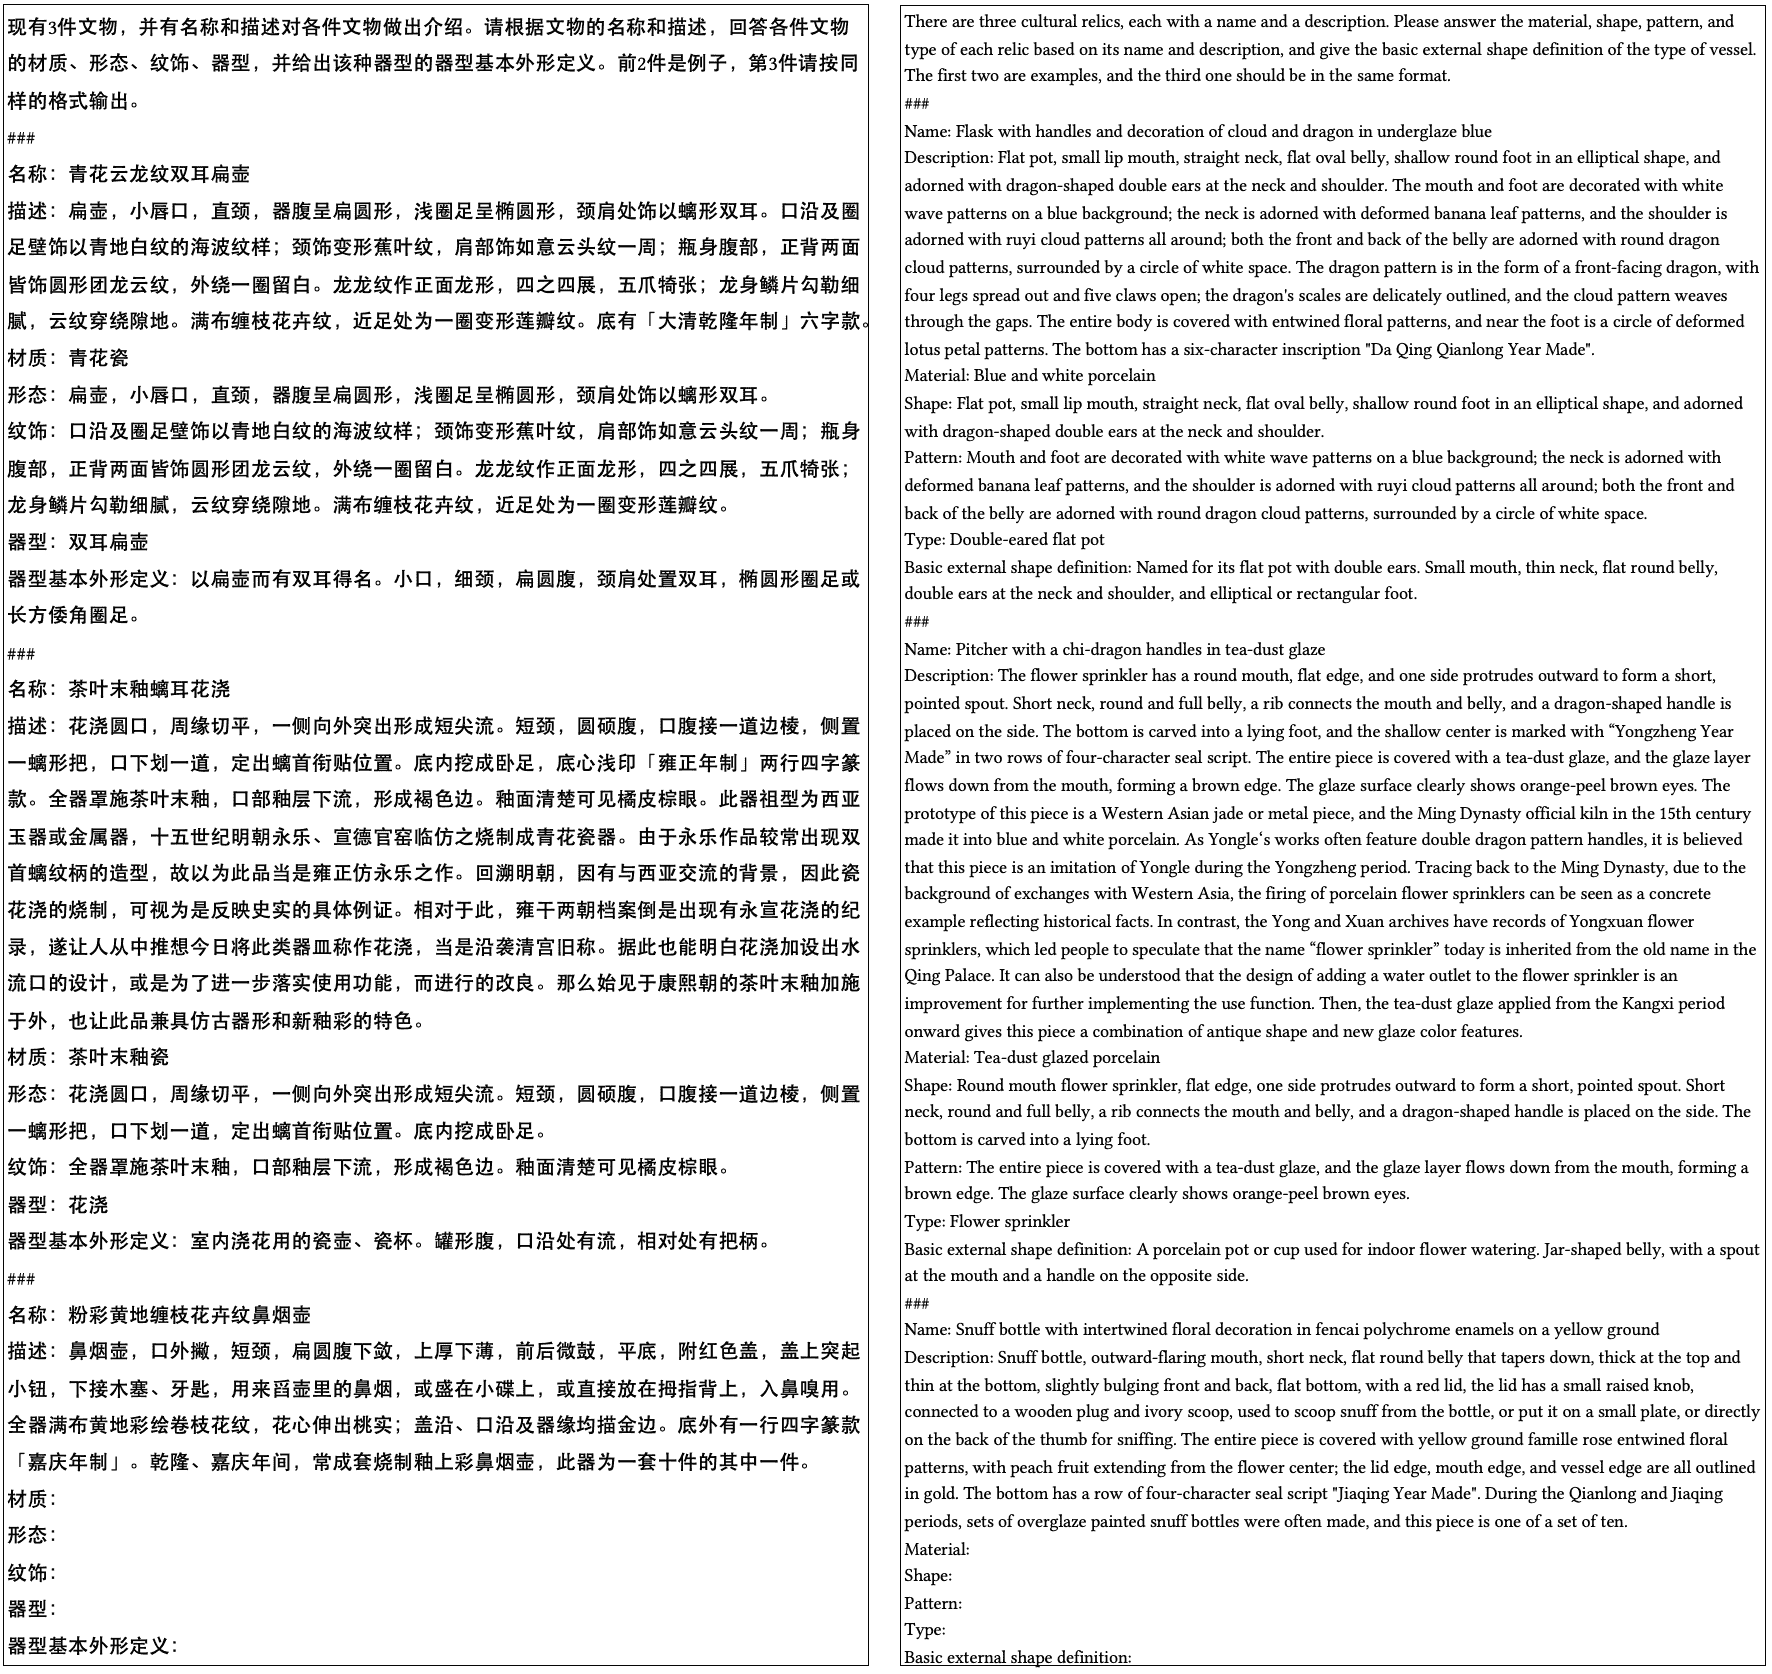 现有3件文物，并有名称和描述对各件文物做出介绍。请根据文物的名称和描述，回答各件文物
的材质、形态、纹饰、器型，并给出该种器型的器型基本外形定义。前2件是例子，第3件请按同
样的格式输出。
###
名称：青花云龙纹双耳扁壶
描述：扁壶，小唇口，直颈，器腹呈扁圆形，浅圈足呈椭圆形，颈肩处饰以螭形双耳。口沿及圈
足壁饰以青地白纹的海波纹样；颈饰变形蕉叶纹，肩部饰如意云头纹一周；瓶身腹部，正背两面
皆饰圆形团龙云纹，外绕一圈留白。龙龙纹作正面龙形，四之四展，五爪犄张；龙身鳞片勾勒细
腻，云纹穿绕隙地。满布缠枝花卉纹，近足处为一圈变形莲瓣纹。底有「大清乾隆年制」六字款。
材质：青花瓷
形态：扁壶，小唇口，直颈，器腹呈扁圆形，浅圈足呈椭圆形，颈肩处饰以螭形双耳。
纹饰：口沿及圈足壁饰以青地白纹的海波纹样；颈饰变形蕉叶纹，肩部饰如意云头纹一周；瓶身
腹部，正背两面皆饰圆形团龙云纹，外绕一圈留白。龙龙纹作正面龙形，四之四展，五爪犄张；
龙身鳞片勾勒细腻，云纹穿绕隙地。满布缠枝花卉纹，近足处为一圈变形莲瓣纹。
器型：双耳扁壶
器型基本外形定义：以扁壶而有双耳得名。小口，细颈，扁圆腹，颈肩处置双耳，椭圆形圈足或
长方倭角圈足。
###
名称：茶叶末釉螭耳花浇
描述：花浇圆口，周缘切平，一侧向外突出形成短尖流。短颈，圆硕腹，口腹接一道边棱，侧置
一螭形把，口下划一道，定出螭首衔贴位置。底内挖成卧足，底心浅印「雍正年制」两行四字篆
款。全器罩施茶叶末釉，口部釉层下流，形成褐色边。釉面清楚可见橘皮棕眼。此器祖型为西亚
玉器或金属器，十五世纪明朝永乐、宣德官窑临仿之烧制成青花瓷器。由于永乐作品较常出现双
首螭纹柄的造型，故以为此品当是雍正仿永乐之作。回溯明朝，因有与西亚交流的背景，因此瓷
花浇的烧制，可视为是反映史实的具体例证。相对于此，雍干两朝档案倒是出现有永宣花浇的纪
录，遂让人从中推想今日将此类器皿称作花浇，当是沿袭清宫旧称。据此也能明白花浇加设出水
流口的设计，或是为了进一步落实使用功能，而进行的改良。那么始见于康熙朝的茶叶末釉加施
于外，也让此品兼具仿古器形和新釉彩的特色。
材质：茶叶末釉瓷
形态：花浇圆口，周缘切平，一侧向外突出形成短尖流。短颈，圆硕腹，口腹接一道边棱，侧置
一螭形把，口下划一道，定出螭首衔贴位置。底内挖成卧足。
纹饰：全器罩施茶叶末釉，口部釉层下流，形成褐色边。釉面清楚可见橘皮棕眼。
器型：花浇
器型基本外形定义：室内浇花用的瓷壶、瓷杯。罐形腹，口沿处有流，相对处有把柄。
###
名称：粉彩黄地缠枝花卉纹鼻烟壶
描述：鼻烟壶，口外撇，短颈，扁圆腹下敛，上厚下薄，前后微鼓，平底，附红色盖，盖上突起
小钮，下接木塞、牙匙，用来舀壶里的鼻烟，或盛在小碟上，或直接放在拇指背上，入鼻嗅用。
全器满布黄地彩绘卷枝花纹，花心伸出桃实；盖沿、口沿及器缘均描金边。底外有一行四字篆款
「嘉庆年制」。乾隆、嘉庆年间，常成套烧制釉上彩鼻烟壶，此器为一套十件的其中一件。
材质：
形态：
纹饰：
器型：
器型基本外形定义：
There are three cultural relics, each with a name and a description. Please answer the material, shape, pattern, and
type of each relic based on its name and description, and give the basic external shape definition of the type of vessel.
The first two are examples, and the third one should be in the same format.
###
Name: Flask with handles and decoration of cloud and dragon in underglaze blue
Description: Flat pot, small lip mouth, straight neck, flat oval belly, shallow round foot in an elliptical shape, and
adorned with dragon-shaped double ears at the neck and shoulder. The mouth and foot are decorated with white
wave patterns on a blue background; the neck is adorned with deformed banana leaf patterns, and the shoulder is
adorned with ruyi cloud patterns all around; both the front and back of the belly are adorned with round dragon
cloud patterns, surrounded by a circle of white space. The dragon pattern is in the form of a front-facing dragon, with
four legs spread out and five claws open; the dragon's scales are delicately outlined, and the cloud pattern weaves
through the gaps. The entire body is covered with entwined floral patterns, and near the foot is a circle of deformed
lotus petal patterns. The bottom has a six-character inscription "Da Qing Qianlong Year Made".
Material: Blue and white porcelain
Shape: Flat pot, small lip mouth, straight neck, flat oval belly, shallow round foot in an elliptical shape, and adorned
with dragon-shaped double ears at the neck and shoulder.
Pattern: Mouth and foot are decorated with white wave patterns on a blue background; the neck is adorned with
deformed banana leaf patterns, and the shoulder is adorned with ruyi cloud patterns all around; both the front and
back of the belly are adorned with round dragon cloud patterns, surrounded by a circle of white space.
Type: Double-eared flat pot
Basic external shape definition: Named for its flat pot with double ears. Small mouth, thin neck, flat round belly,
double ears at the neck and shoulder, and elliptical or rectangular foot.
###
Name: Pitcher with a chi-dragon handles in tea-dust glaze
Description: The flower sprinkler has a round mouth, flat edge, and one side protrudes outward to form a short,
pointed spout. Short neck, round and full belly, a rib connects the mouth and belly, and a dragon-shaped handle is
placed on the side. The bottom is carved into a lying foot, and the shallow center is marked with “Yongzheng Year
Made” in two rows of four-character seal script. The entire piece is covered with a tea-dust glaze, and the glaze layer
flows down from the mouth, forming a brown edge. The glaze surface clearly shows orange-peel brown eyes. The
prototype of this piece is a Western Asian jade or metal piece, and the Ming Dynasty official kiln in the 15th century
made it into blue and white porcelain. As Yongle‘s works often feature double dragon pattern handles, it is believed
that this piece is an imitation of Yongle during the Yongzheng period. Tracing back to the Ming Dynasty, due to the
background of exchanges with Western Asia, the firing of porcelain flower sprinklers can be seen as a concrete
example reflecting historical facts. In contrast, the Yong and Xuan archives have records of Yongxuan flower
sprinklers, which led people to speculate that the name “flower sprinkler” today is inherited from the old name in the
Qing Palace. It can also be understood that the design of adding a water outlet to the flower sprinkler is an
improvement for further implementing the use function. Then, the tea-dust glaze applied from the Kangxi period
onward gives this piece a combination of antique shape and new glaze color features.
Material: Tea-dust glazed porcelain
Shape: Round mouth flower sprinkler, flat edge, one side protrudes outward to form a short, pointed spout. Short
neck, round and full belly, a rib connects the mouth and belly, and a dragon-shaped handle is placed on the side. The
bottom is carved into a lying foot.
Pattern: The entire piece is covered with a tea-dust glaze, and the glaze layer flows down from the mouth, forming a
brown edge. The glaze surface clearly shows orange-peel brown eyes.
Type: Flower sprinkler
Basic external shape definition: A porcelain pot or cup used for indoor flower watering. Jar-shaped belly, with a spout
at the mouth and a handle on the opposite side.
###
Name: Snuff bottle with intertwined floral decoration in fencai polychrome enamels on a yellow ground
Description: Snuff bottle, outward-flaring mouth, short neck, flat round belly that tapers down, thick at the top and
thin at the bottom, slightly bulging front and back, flat bottom, with a red lid, the lid has a small raised knob,
connected to a wooden plug and ivory scoop, used to scoop snuff from the bottle, or put it on a small plate, or directly
on the back of the thumb for sniffing. The entire piece is covered with yellow ground famille rose entwined floral
patterns, with peach fruit extending from the flower center; the lid edge, mouth edge, and vessel edge are all outlined
in gold. The bottom has a row of four-character seal script "Jiaqing Year Made". During the Qianlong and Jiaqing
periods, sets of overglaze painted snuff bottles were often made, and this piece is one of a set of ten.
Material:
Shape:
Pattern:
Type:
Basic external shape definition: